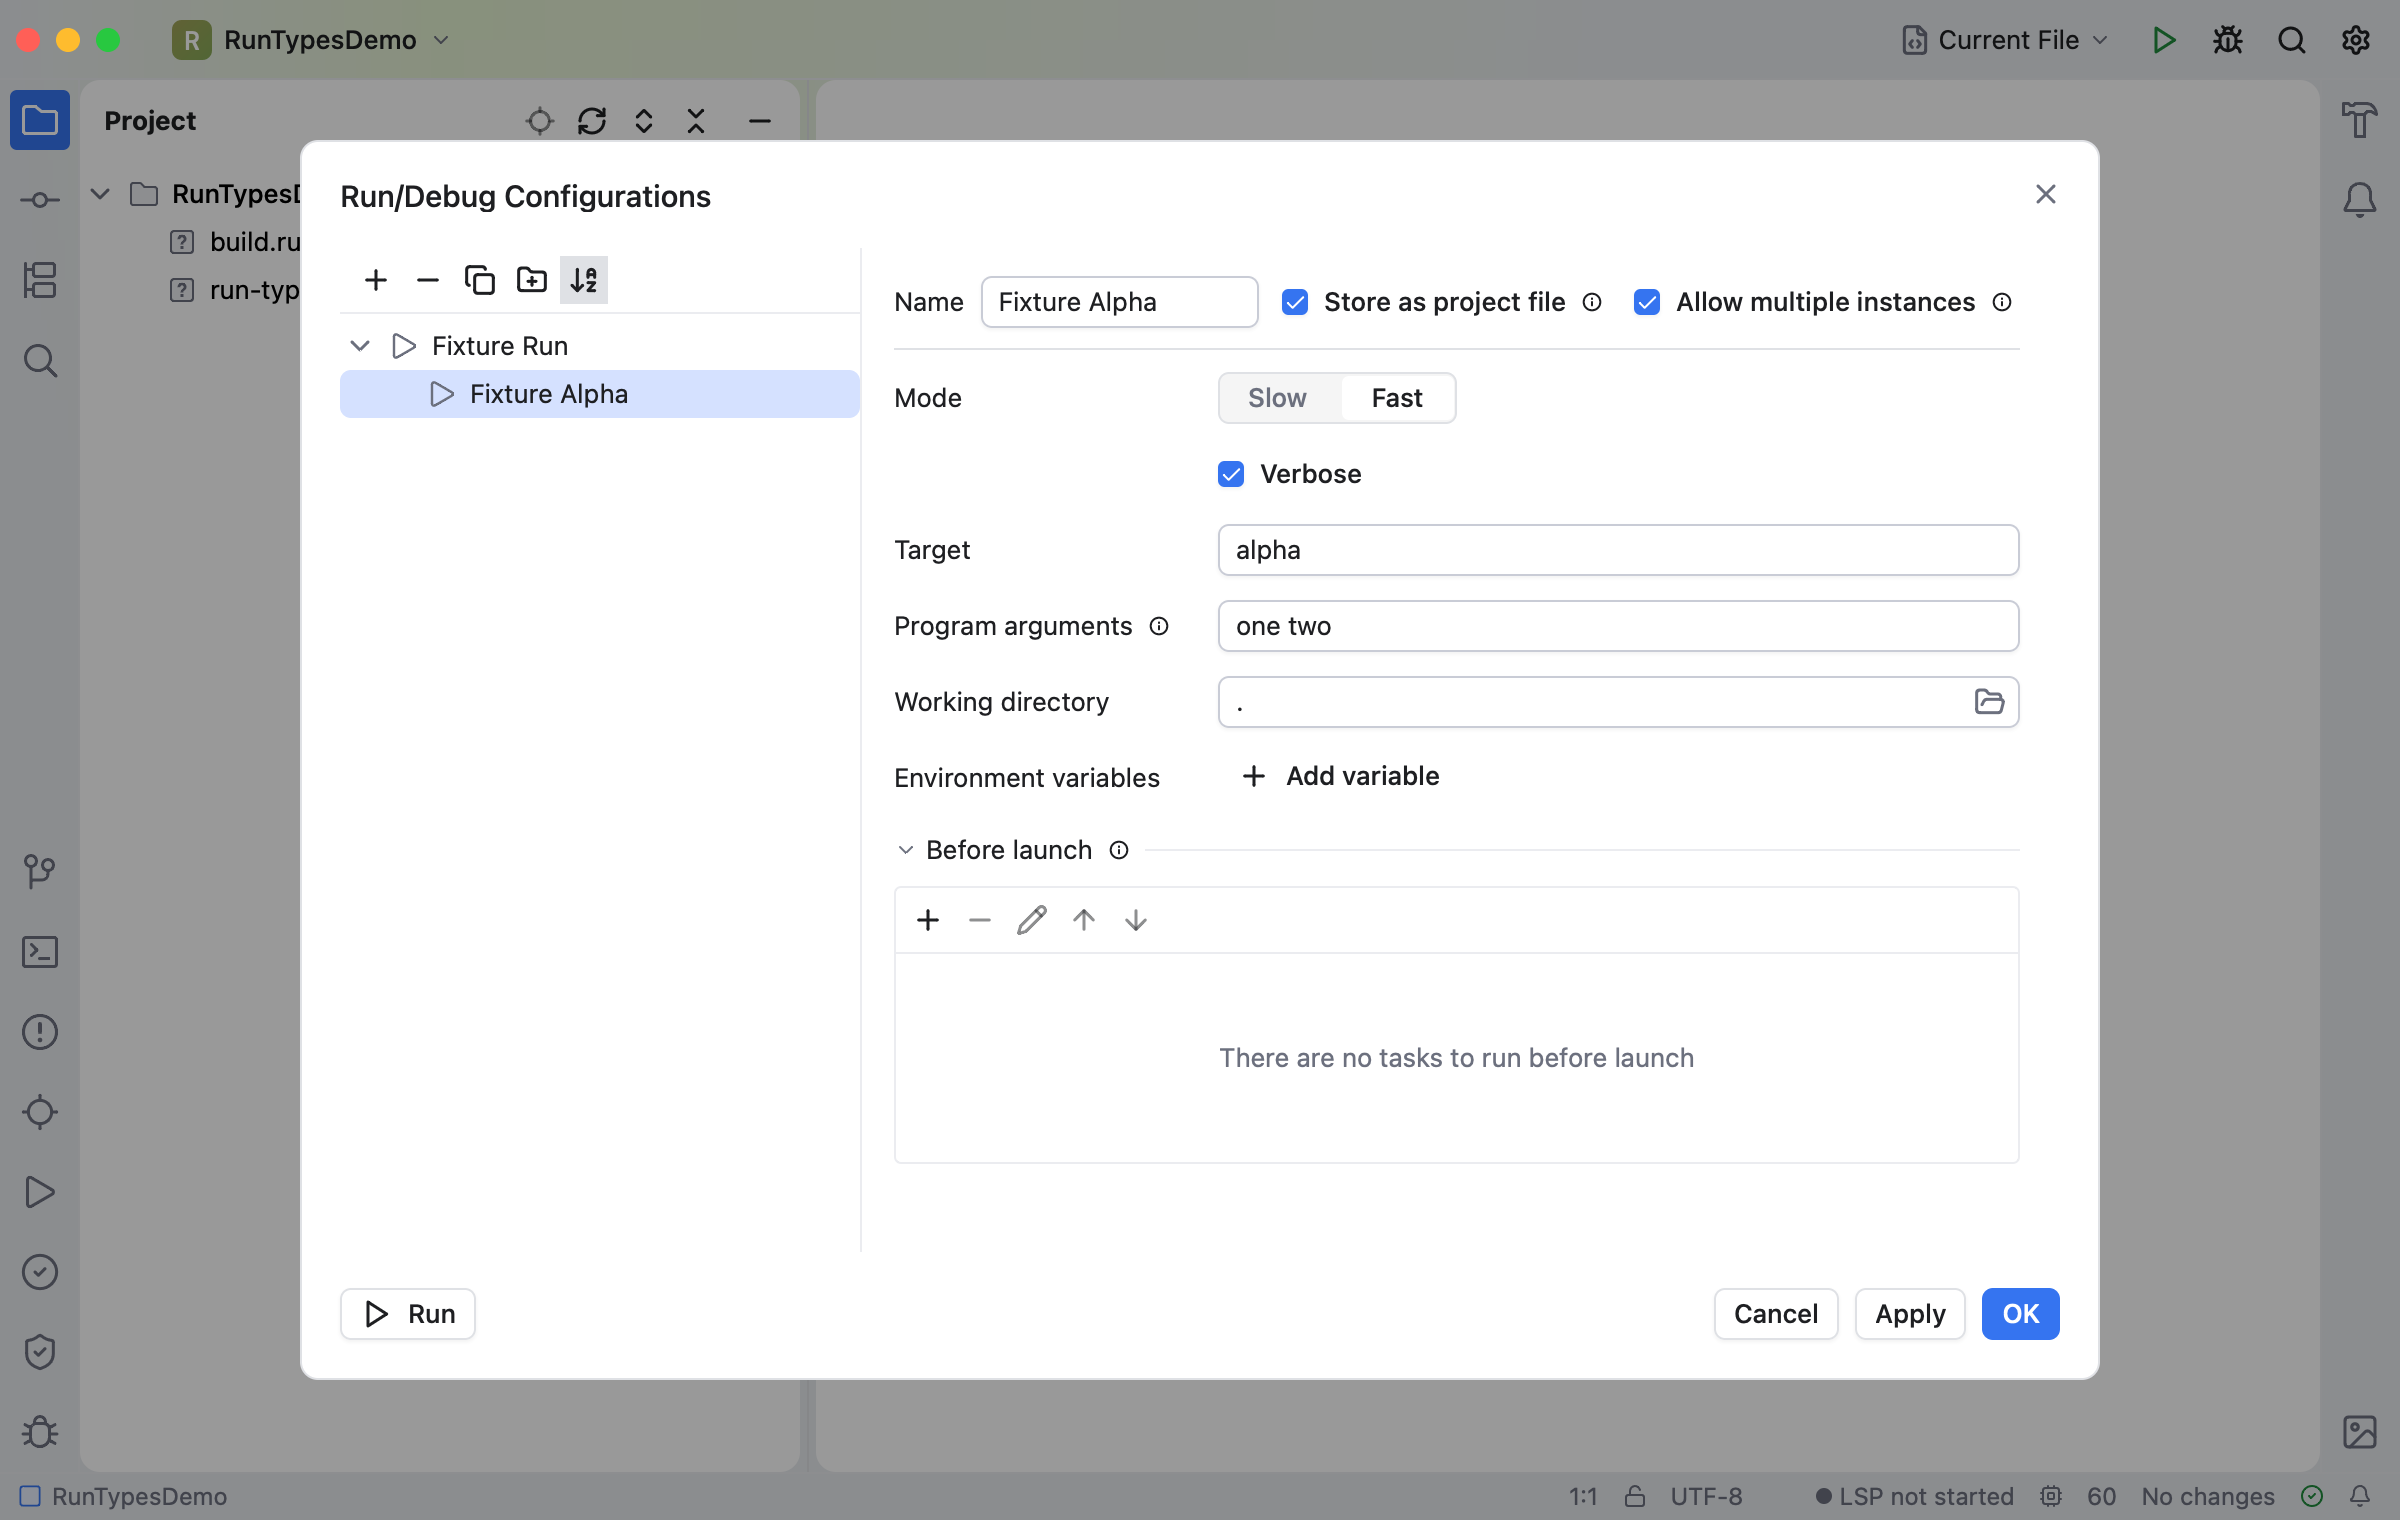 R RunTypesDemo
Current File
Project
RunTypesD
build.ru
run-typ
Run/Debug Configurations
Fixture Run
Fixture Alpha
Name Fixture Alpha Store as project file Allow multiple instances
Mode Slow Fast
Verbose
Target alpha
Program arguments one two
Working directory .
Environment variables Add variable
Before launch
There are no tasks to run before launch
Run Cancel Apply OK
RunTypesDemo 1:1 UTF-8 LSP not started 60 No changes